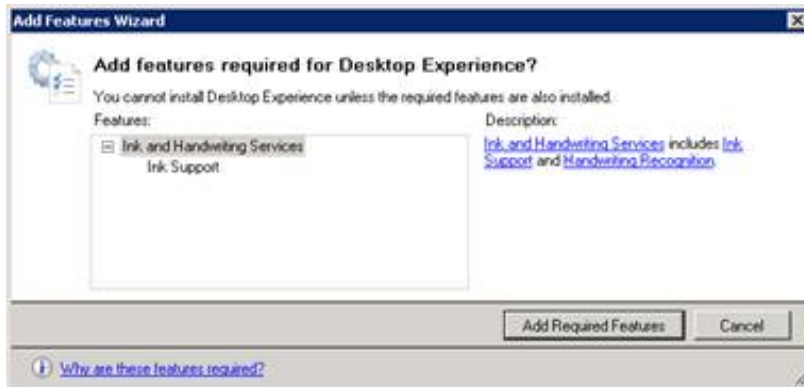 Add Features Wizard
Add features required for Desktop Experience?
You cannot install Desktop Experience unless the required features are also installed.
Features:
Ink and Handwriting Services
Ink Support
Description:
Ink and Handwriting Services includes Ink
Support and Handwriting Recognition.
Add Required Features
Cancel
Why are these features required?